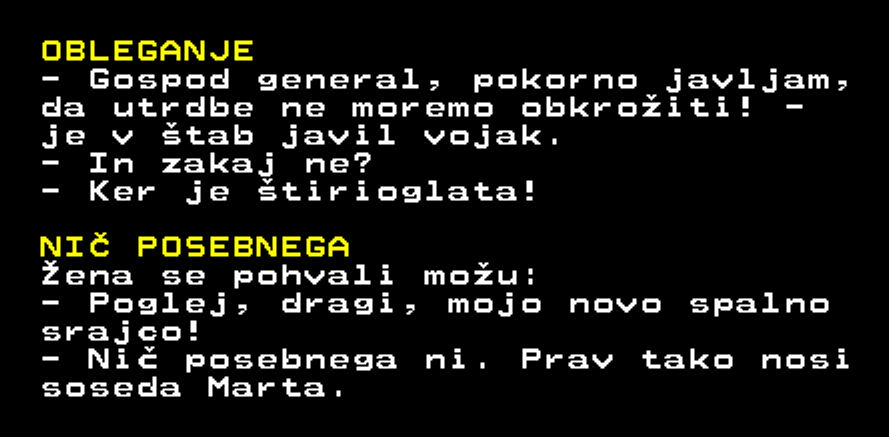 OBLEGANJE
- Gospod general, pokorno javljam,
da utrdbe ne moremo obkrožiti! -
je v štab javil vojak.
- In zakaj ne?
- Ker je štirioglata!
NIČ POSEBNEGA
Žena se pohvali možu:
- Poglej, dragi, mojo novo spalno
srajco!
- Nič posebnega ni. Prav tako nosi
soseda Marta.